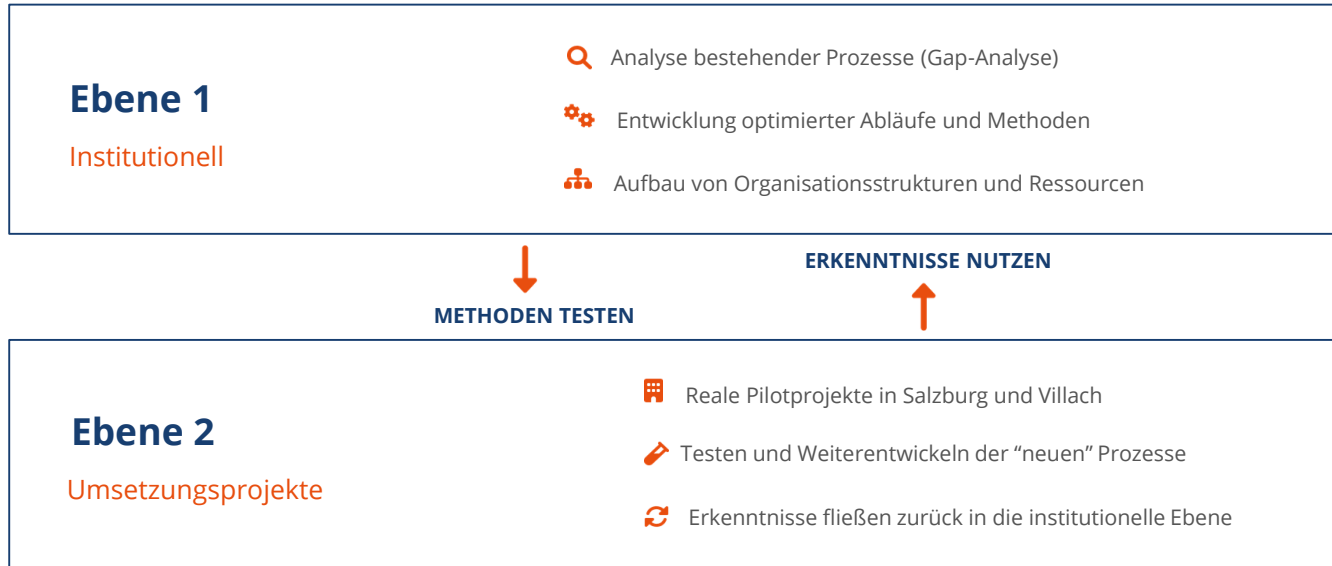 Ebene 1
Institutionell
Analyse bestehender Prozesse (Gap-Analyse)
Entwicklung optimierter Abläufe und Methoden
Aufbau von Organisationsstrukturen und Ressourcen
ERKENNTNISSE NUTZEN
METHODEN TESTEN
Ebene 2
Umsetzungsprojekte
Reale Pilotprojekte in Salzburg und Villach
Testen und Weiterentwickeln der “neuen” Prozesse
Erkenntnisse fließen zurück in die institutionelle Ebene